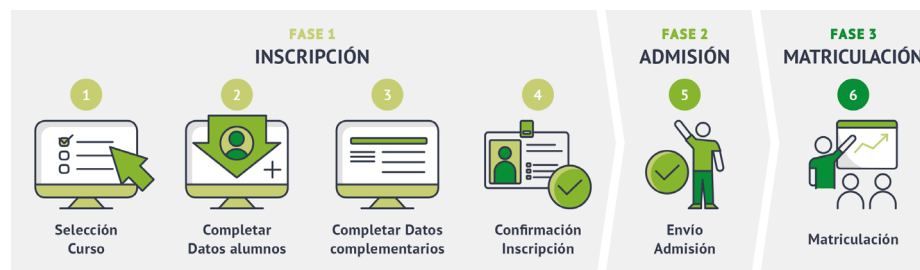 FASE 1
INSCRIPCIÓN
1
2
3
4
Selección
Curso
Completar
Datos alumnos
Completar Datos
complementarios
Confirmación
Inscripción
FASE 2
ADMISIÓN
5
Envío
Admisión
FASE 3
MATRICULACIÓN
6
Matriculación